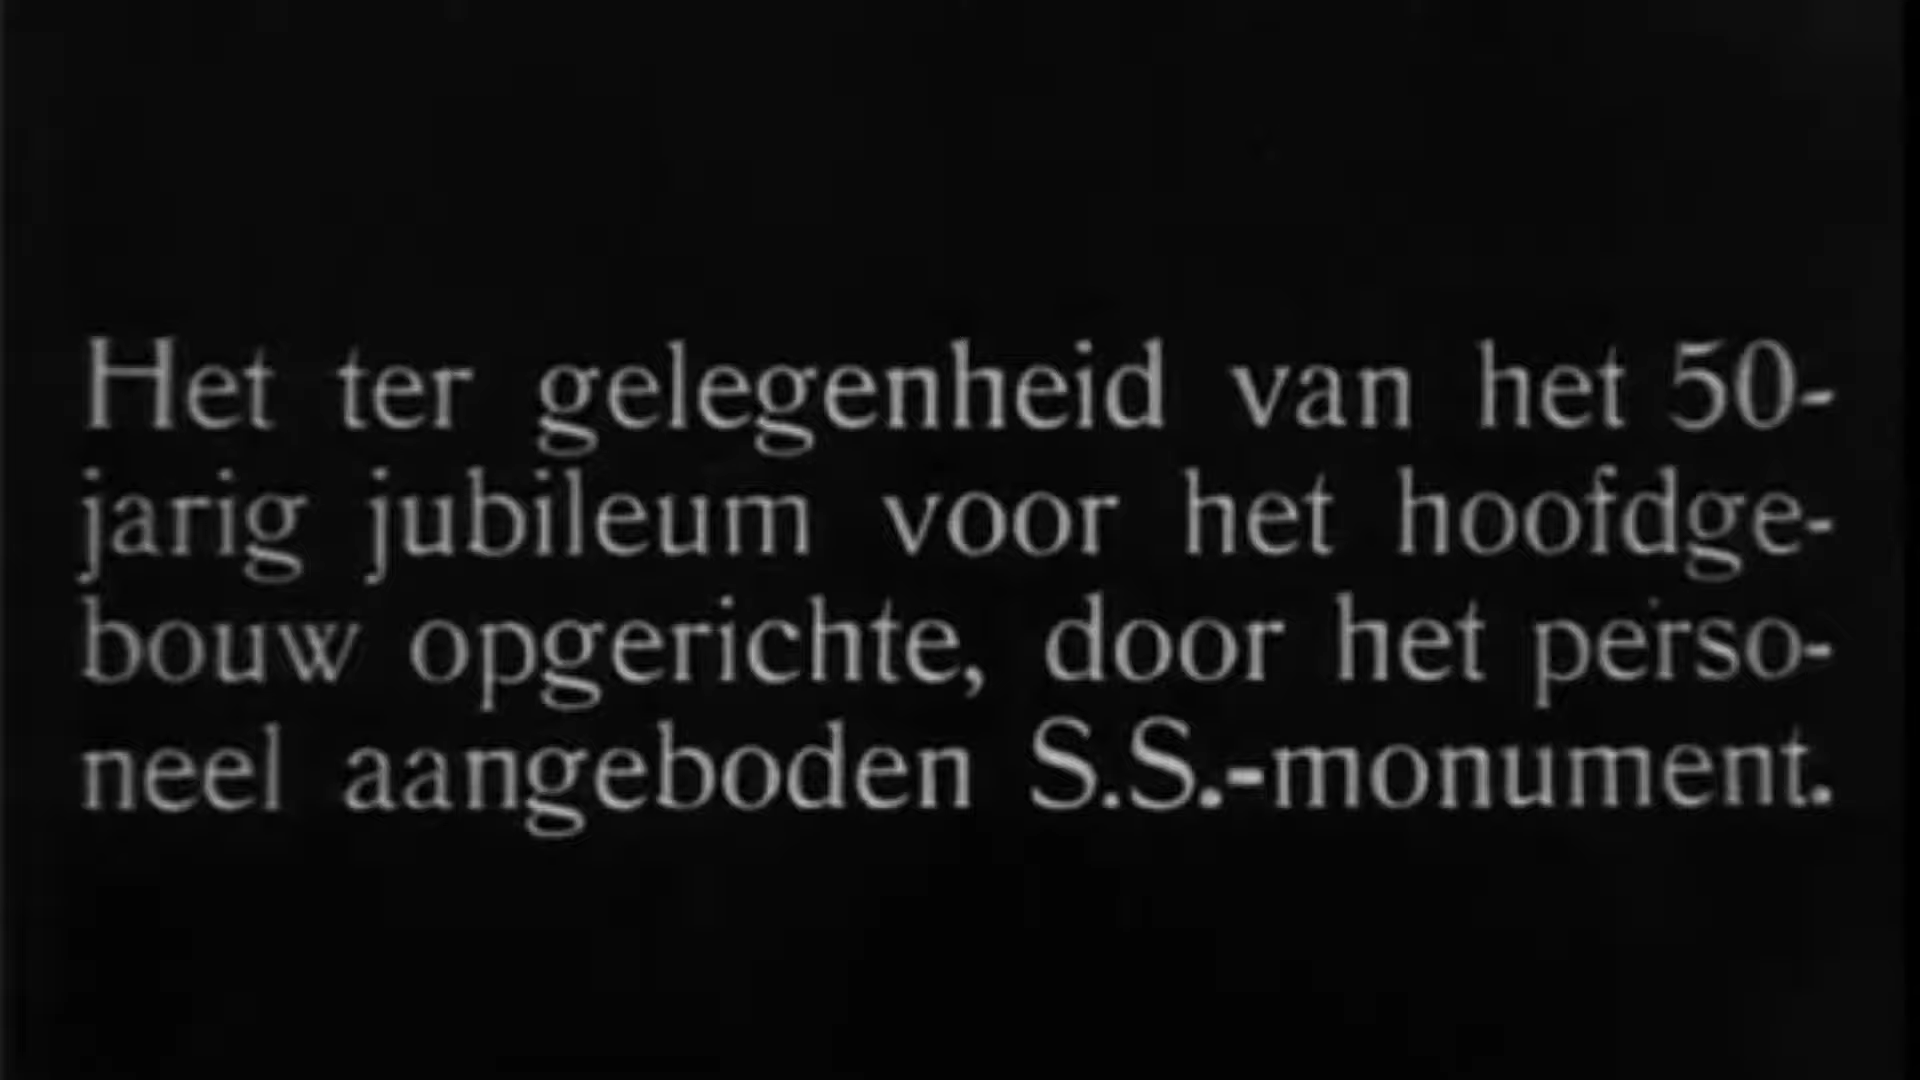 Het ter gelegenheid van het 50-
jarig jubileum voor het hoofdge-
bouw opgerichte, door het perso-
neel aangeboden S.S.-monument.